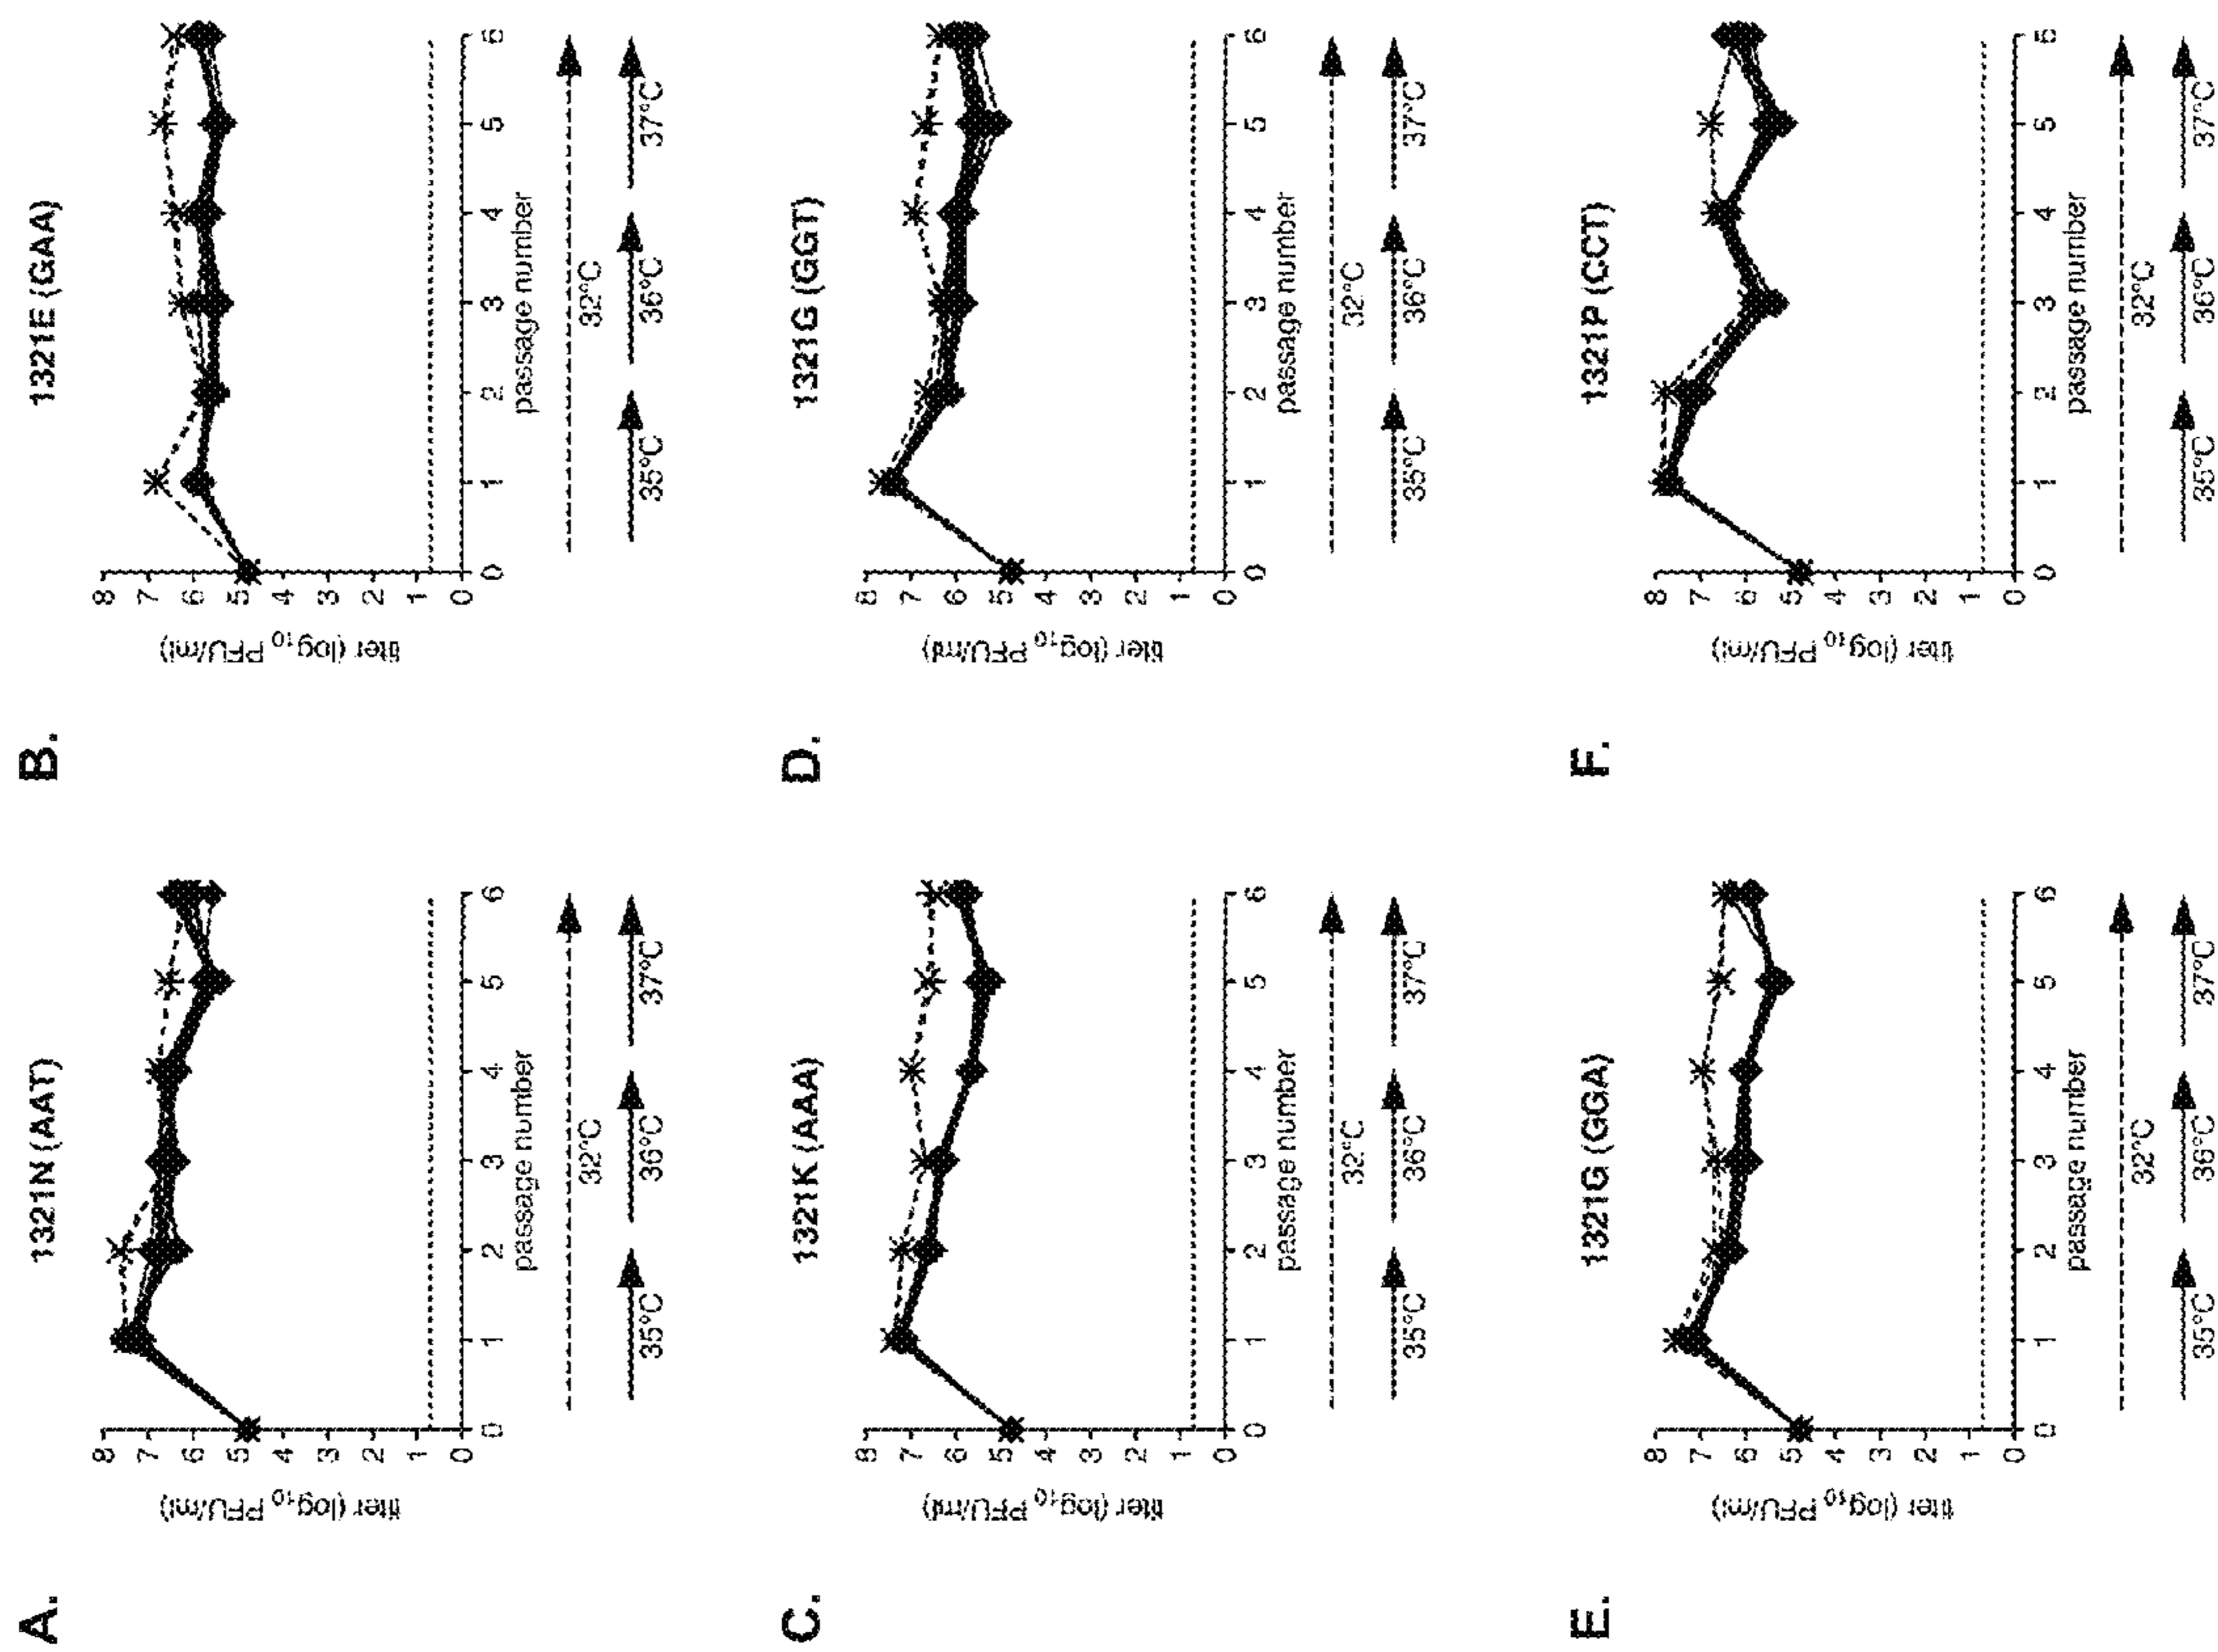 A.
1321N (AAT)
titer (log10 PFU/ml)
8
7
6
5
4
3
2
1
0
0 1 2 3 4 5 6
passage number
32°C
35°C 36°C 37°C
B.
1321E (GAA)
titer (log10 PFU/ml)
8
7
6
5
4
3
2
1
0
0 1 2 3 4 5 6
passage number
32°C
35°C 36°C 37°C
C.
1321K (AAA)
titer (log10 PFU/ml)
8
7
6
5
4
3
2
1
0
0 1 2 3 4 5 6
passage number
32°C
35°C 36°C 37°C
D.
1321G (GGT)
titer (log10 PFU/ml)
8
7
6
5
4
3
2
1
0
0 1 2 3 4 5 6
passage number
32°C
35°C 36°C 37°C
E.
1321G (GGA)
titer (log10 PFU/ml)
8
7
6
5
4
3
2
1
0
0 1 2 3 4 5 6
passage number
32°C
35°C 36°C 37°C
F.
1321P (CCT)
titer (log10 PFU/ml)
8
7
6
5
4
3
2
1
0
0 1 2 3 4 5 6
passage number
32°C
35°C 36°C 37°C